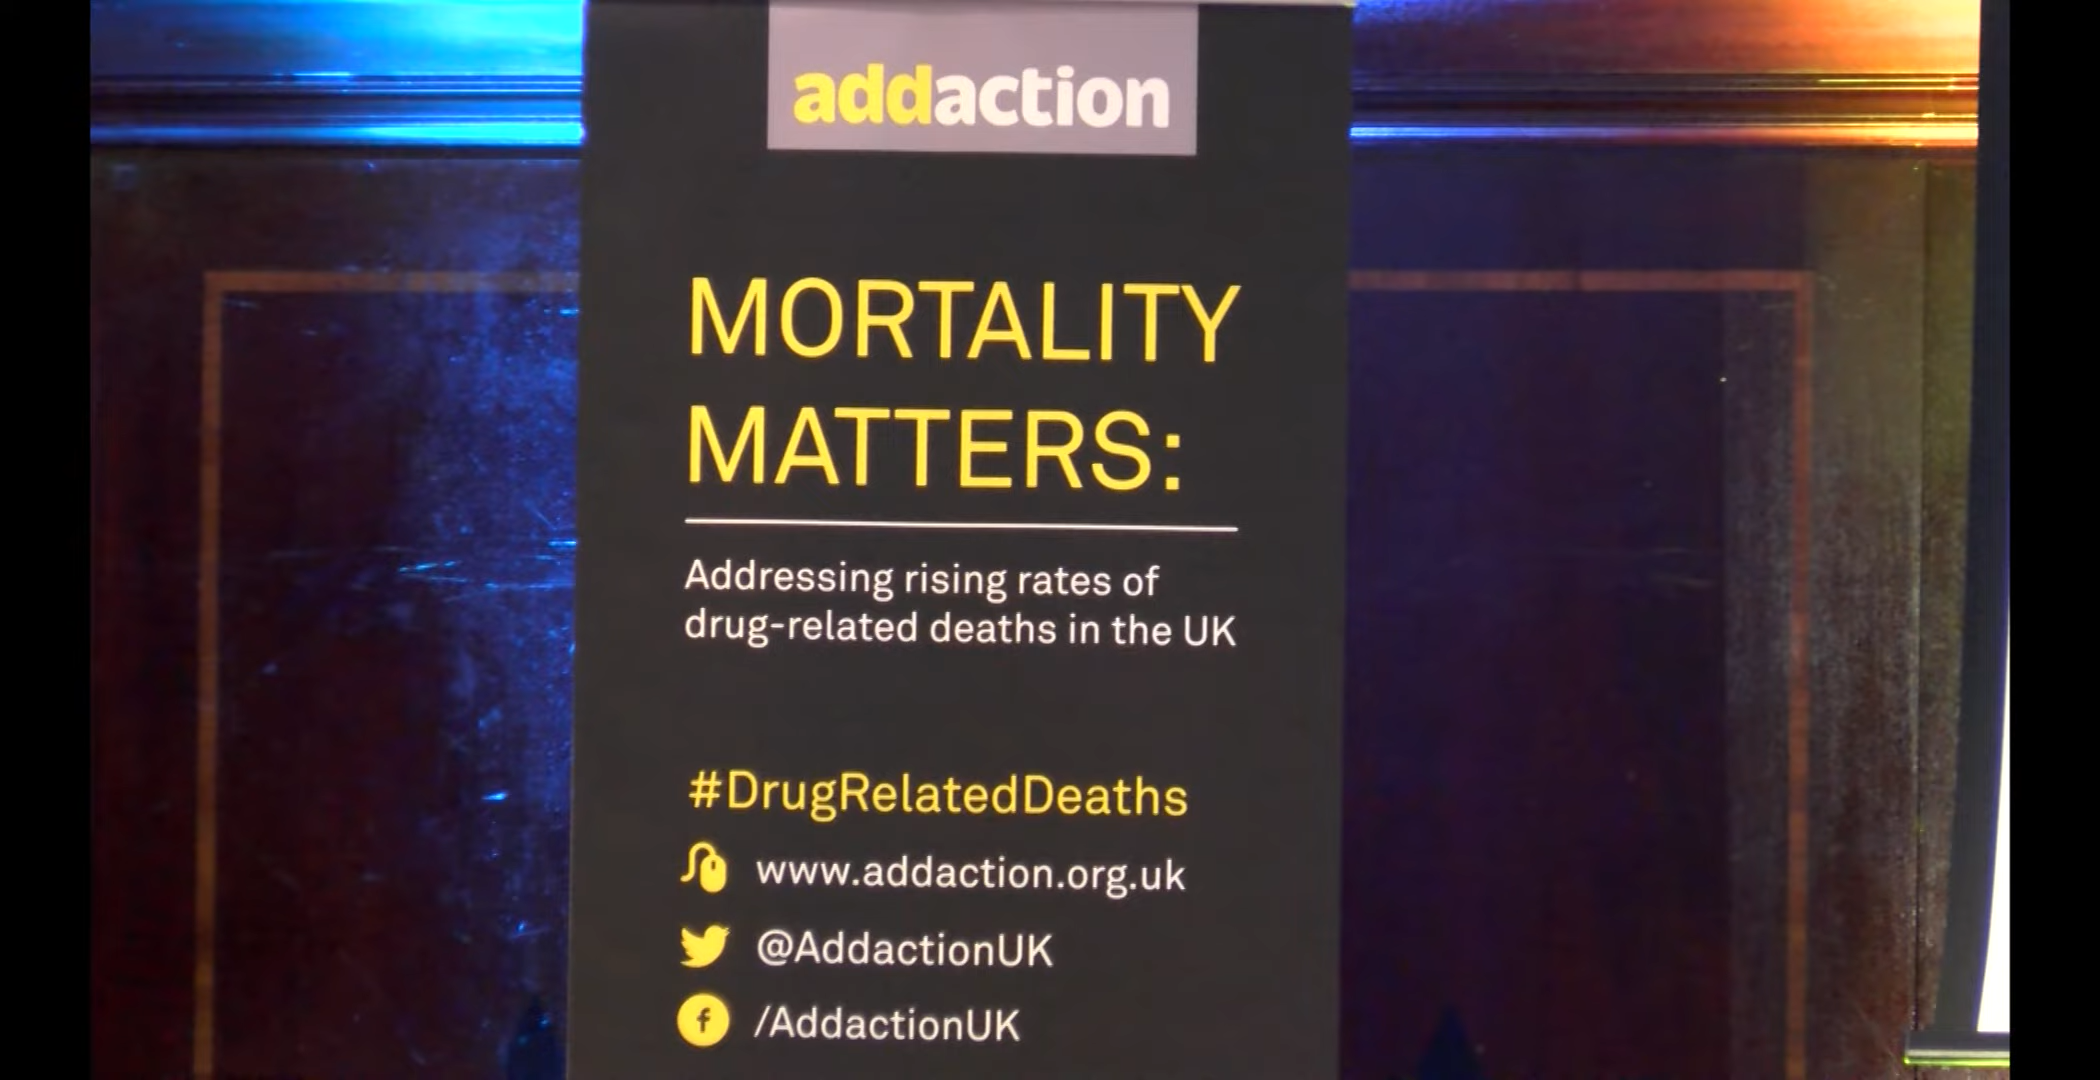 addaction
MORTALITY
MATTERS:
Addressing rising rates of
drug-related deaths in the UK
#DrugRelatedDeaths
www.addaction.org.uk
@AddactionUK
/AddactionUK